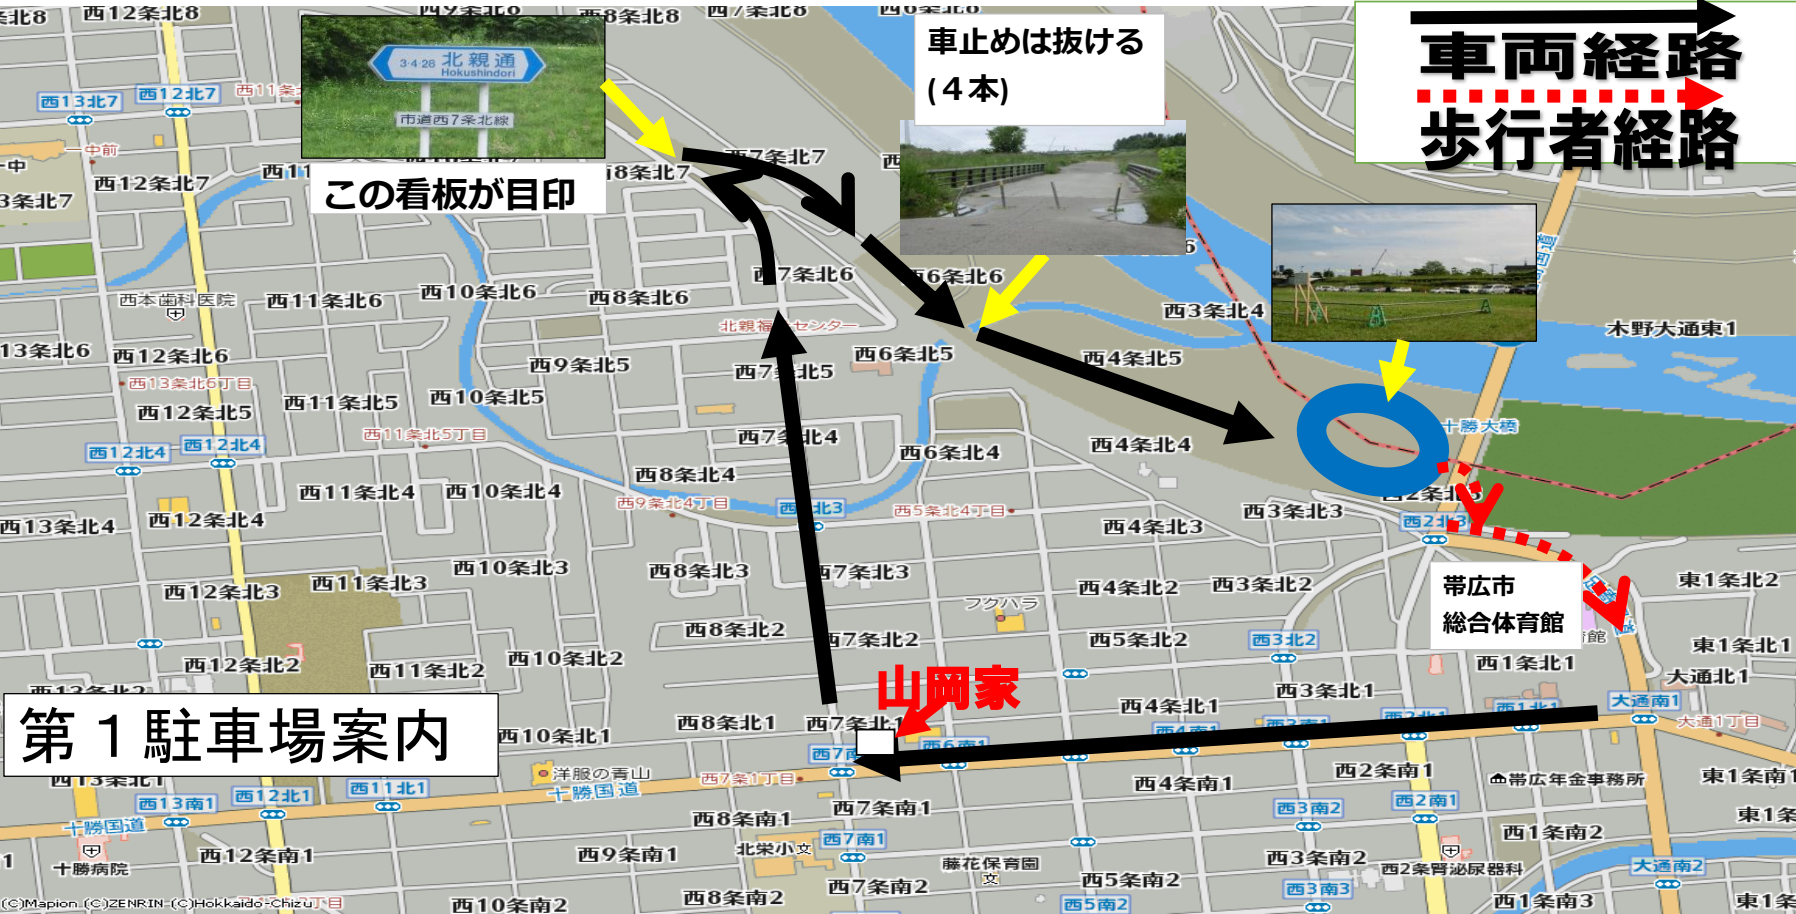 西12条北8
西7条北8
車止めは抜ける
(４本)
車両経路
歩行者経路
3·4·28 北親通
Hokushindori
市道西7条北線
この看板が目印
西13北7
西12北7
一中前
西12条北7
西7条北7
西8条北7
西本歯科医院
西11条北6
西10条北6
西8条北6
西7条北6
西6条北6
西3条北4
木野大通東1
13条北6
西12条北6
西13条北6丁目
西9条北5
西7条北5
西6条北5
西4条北5
西12条北5
西11条北5
西10条北5
西11条北5丁目
西12北4
西12北4
西7条北4
西6条北4
西4条北4
十勝大橋
西8条北4
西11条北4
西10条北4
西9条北4丁目
西5条北4丁目
西13条北4
西12条北4
西4条北3
西3条北3
西2北3
西12条北3
西11条北3
西10条北3
西8条北3
西7条北3
西4条北2
西3条北2
帯広市
総合体育館
東1条北2
フクハラ
西8条北2
西7条北2
西5条北2
西3北2
東1条北1
西12条北2
西11条北2
西10条北2
西1条北1
大通北1
山岡家
第１駐車場案内
西10条北1
西8条北1
西7条北1
西4条北1
西3条北1
大通南1
大通1丁目
洋服の青山
西7条1丁目
十勝国道
西13南1
西12北1
西11北1
十勝国道
西4条南1
西2条南1
帯広年金事務所
東1条南1
西7条南1
西8条南1
西3南2
西2南1
西1条南2
十勝病院
西12条南1
西9条南1
北栄小
西7南1
藤花保育園
西3条南2
西2条腎泌尿器科
大通南2
西8条南2
西7条南2
西5条南2
西3南3
西5南2
西1条南3
西10条南2
(C)Mapion (C)ZENRIN (C)Hokkaido-Chizu